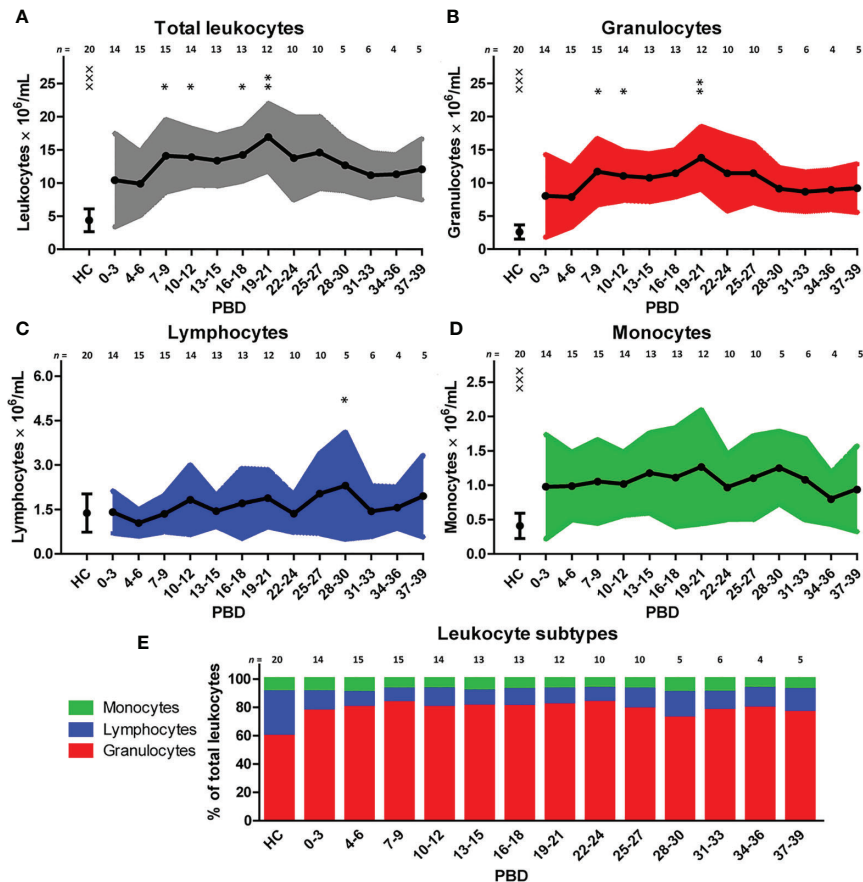 A
Total leukocytes
n = 20 14 15 15 14 13 13 12 10 10 5 6 4 5
×××
* * * **
Leukocytes × 10⁶/mL
25
20
15
10
5
0
HC 0-3 4-6 7-9 10-12 13-15 16-18 19-21 22-24 25-27 28-30 31-33 34-36 37-39
PBD
B
Granulocytes
n = 20 14 15 15 14 13 13 12 10 10 5 6 4 5
×××
* * **
Granulocytes × 10⁶/mL
25
20
15
10
5
0
HC 0-3 4-6 7-9 10-12 13-15 16-18 19-21 22-24 25-27 28-30 31-33 34-36 37-39
PBD
C
Lymphocytes
n = 20 14 15 15 14 13 13 12 10 10 5 6 4 5
*
Lymphocytes × 10⁶/mL
6.0
4.5
3.0
1.5
0.0
HC 0-3 4-6 7-9 10-12 13-15 16-18 19-21 22-24 25-27 28-30 31-33 34-36 37-39
PBD
D
Monocytes
n = 20 14 15 15 14 13 13 12 10 10 5 6 4 5
×××
Monocytes × 10⁶/mL
2.5
2.0
1.5
1.0
0.5
0.0
HC 0-3 4-6 7-9 10-12 13-15 16-18 19-21 22-24 25-27 28-30 31-33 34-36 37-39
PBD
E
Leukocyte subtypes
n = 20 14 15 15 14 13 13 12 10 10 5 6 4 5
Monocytes
Lymphocytes
Granulocytes
% of total leukocytes
100
80
60
40
20
0
HC 0-3 4-6 7-9 10-12 13-15 16-18 19-21 22-24 25-27 28-30 31-33 34-36 37-39
PBD